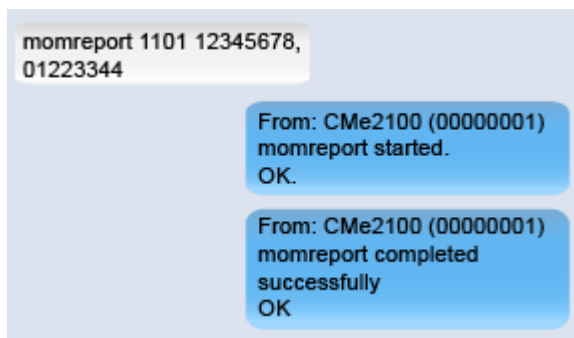 momreport 1101 12345678,
01223344
From: CMe2100 (00000001)
momreport started.
OK.
From: CMe2100 (00000001)
momreport completed
successfully
OK